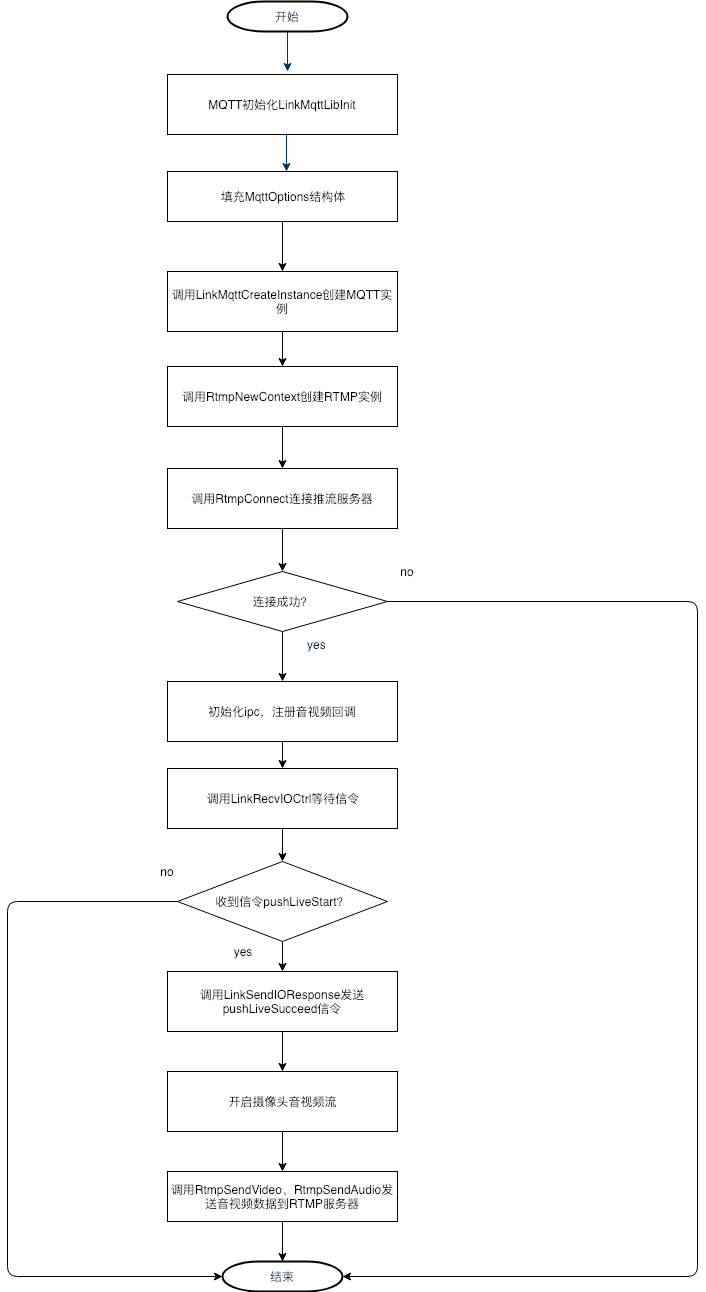 开始
MQTT初始化LinkMqttLibInit
填充MqttOptions结构体
调用LinkMqttCreateInstance创建MQTT实
例
调用RtmpNewContext创建RTMP实例
调用RtmpConnect连接推流服务器
no
连接成功？
yes
初始化ipc，注册音视频回调
调用LinkRecvIOCtrl等待信令
no
收到信令pushLiveStart？
yes
调用LinkSendIOResponse发送
pushLiveSucceed信令
开启摄像头音视频流
调用RtmpSendVideo、RtmpSendAudio发
送音视频数据到RTMP服务器
结束